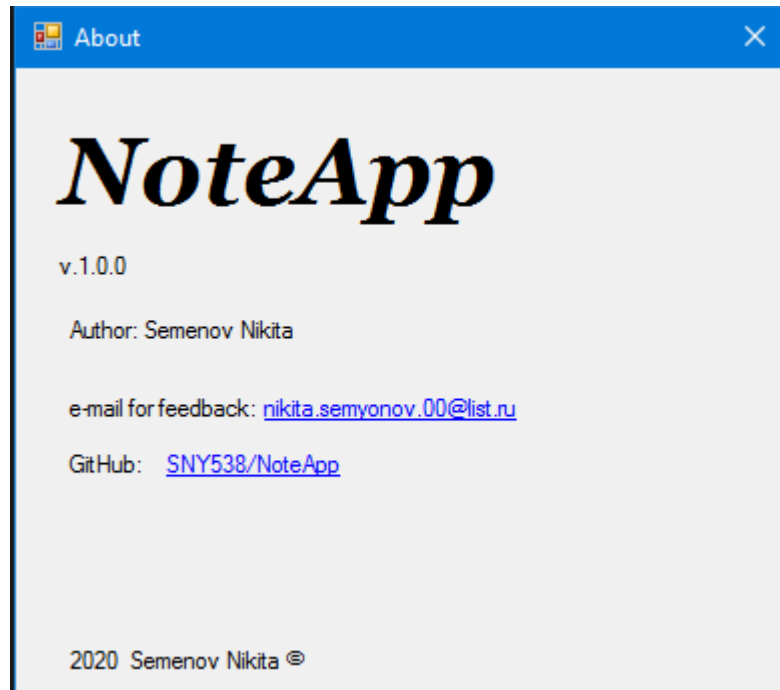 About
NoteApp
v.1.0.0
Author: Semenov Nikita
e-mail for feedback: nikita.semyonov.00@list.ru
GitHub: SNY538/NoteApp
2020 Semenov Nikita ©